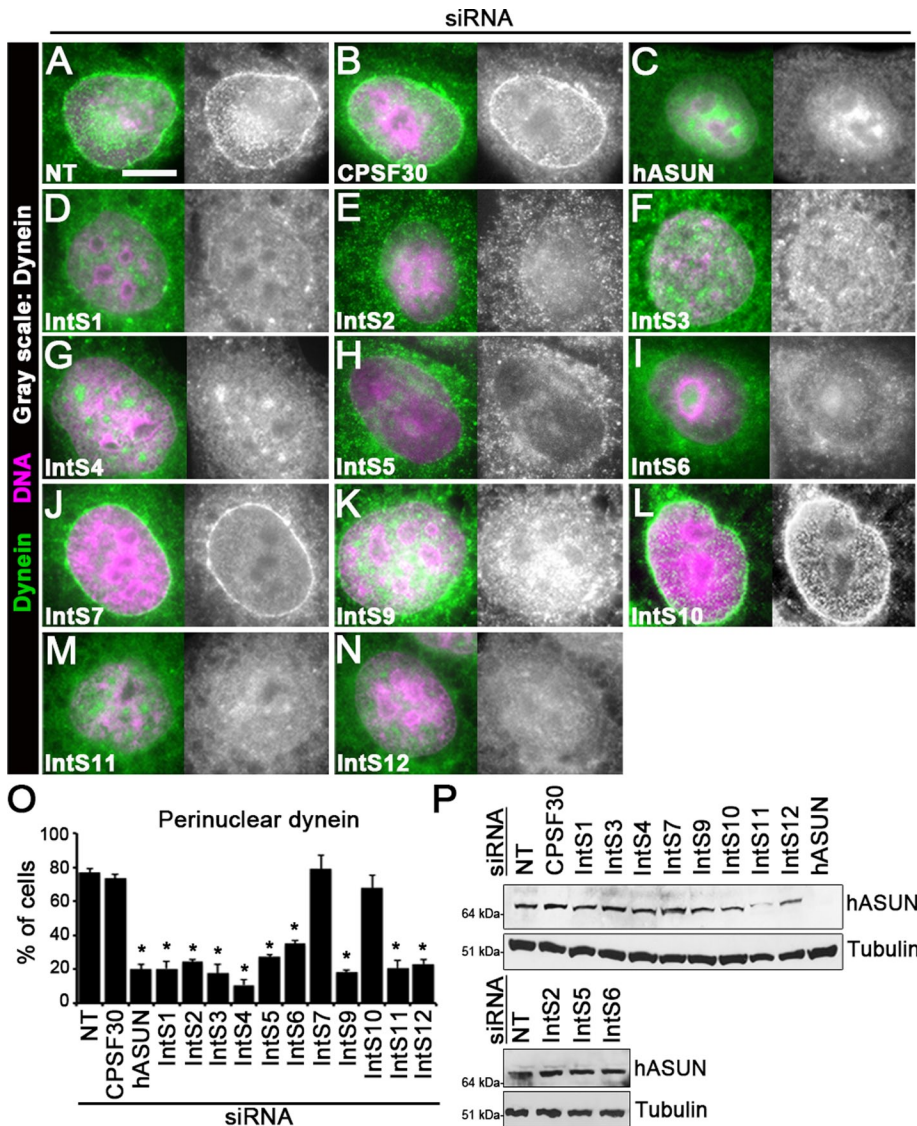 siRNA
Gray scale: Dynein
Dynein DNA
A
NT
B
CPSF30
C
hASUN
D
IntS1
E
IntS2
F
IntS3
G
IntS4
H
IntS5
I
IntS6
J
IntS7
K
IntS9
L
IntS10
M
IntS11
N
IntS12
O
Perinuclear dynein
% of cells
100
80
60
40
20
0
* * * * * * * * * *
NT CPSF30 hASUN IntS1 IntS2 IntS3 IntS4 IntS5 IntS6 IntS7 IntS9 IntS10 IntS11 IntS12
siRNA
P
siRNA NT CPSF30 IntS1 IntS3 IntS4 IntS7 IntS9 IntS10 IntS11 IntS12 hASUN
64 kDa- hASUN
51 kDa- Tubulin
siRNA NT IntS2 IntS5 IntS6
64 kDa- hASUN
51 kDa- Tubulin